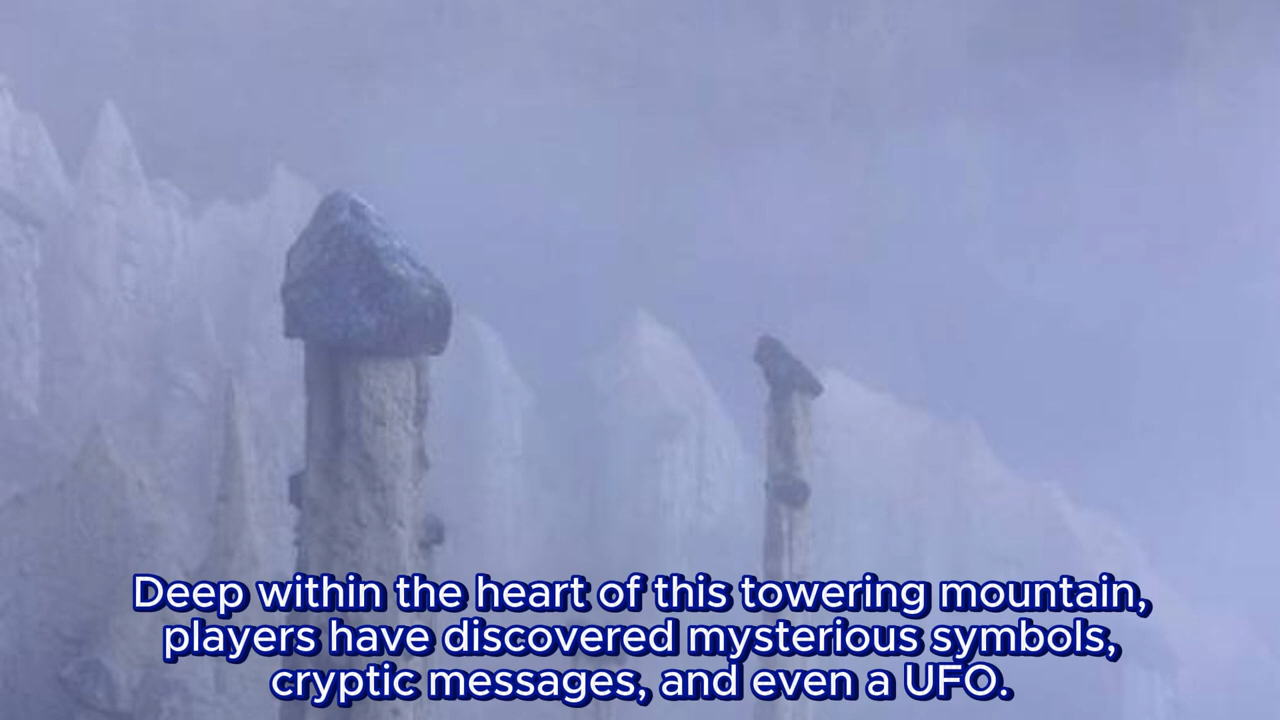 Deep within the heart of this towering mountain,
players have discovered mysterious symbols,
cryptic messages, and even a UFO.